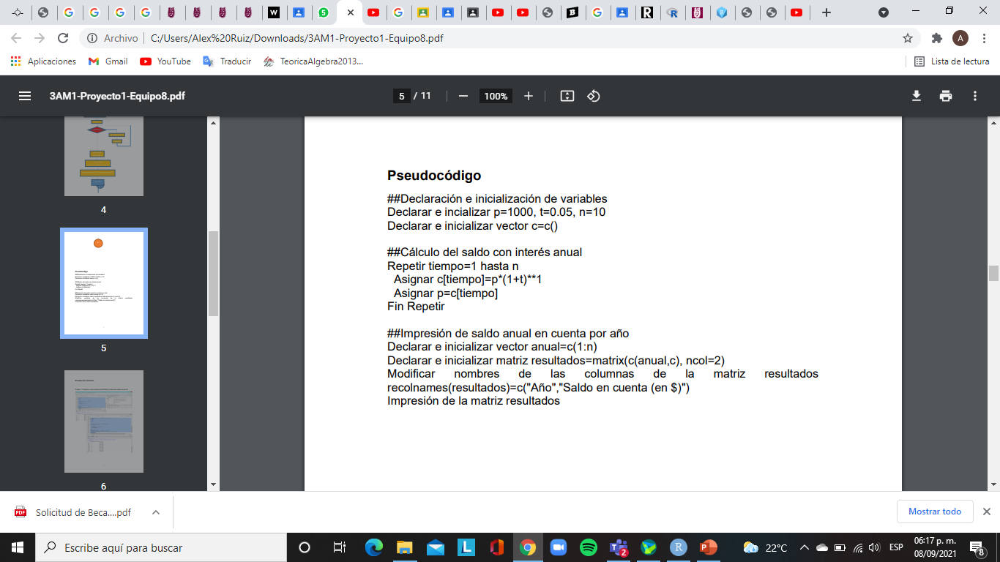 5
Archivo
C:/Users/Alex%20Ruiz/Downloads/3AM1-Proyecto1-Equipo8.pdf
A
Aplicaciones
Gmail
YouTube
Traducir
TeoricaAlgebra2013...
Lista de lectura
3AM1-Proyecto1-Equipo8.pdf
5 / 11
100%
4
5
6
Pseudocódigo
##Declaración e inicialización de variables
Declarar e incializar p=1000, t=0.05, n=10
Declarar e inicializar vector c=c()
##Cálculo del saldo con interés anual
Repetir tiempo=1 hasta n
Asignar c[tiempo]=p*(1+t)**1
Asignar p=c[tiempo]
Fin Repetir
##Impresión de saldo anual en cuenta por año
Declarar e inicializar vector anual=c(1:n)
Declarar e inicializar matriz resultados=matrix(c(anual,c), ncol=2)
Modificar nombres de las columnas de la matriz resultados
recolnames(resultados)=c("Año","Saldo en cuenta (en $)")
Impresión de la matriz resultados
Solicitud de Beca....pdf
Mostrar todo
Escribe aquí para buscar
22°C
ESP
06:17 p. m.
08/09/2021
8